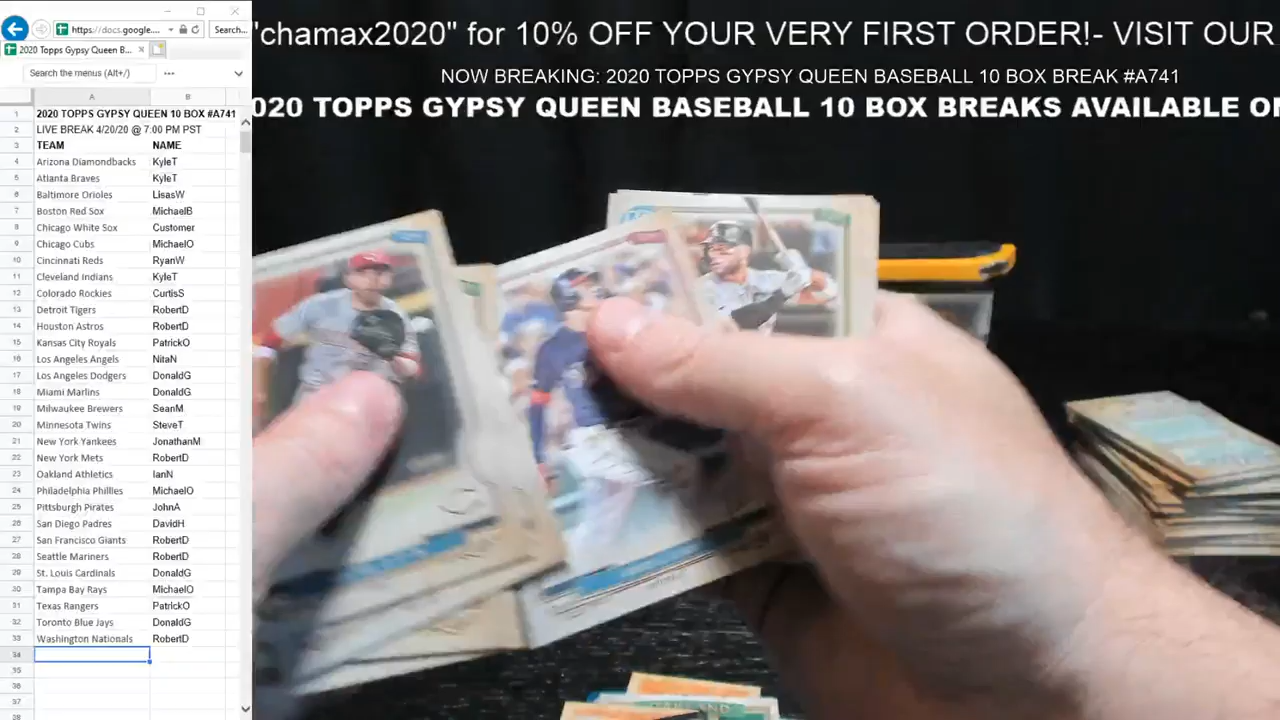 "chamax2020" for 10% OFF YOUR VERY FIRST ORDER!- VISIT OUR
NOW BREAKING: 2020 TOPPS GYPSY QUEEN BASEBALL 10 BOX BREAK #A741
020 TOPPS GYPSY QUEEN BASEBALL 10 BOX BREAKS AVAILABLE O
https://docs.google....
Search...
2020 Topps Gypsy Queen B...
Search the menus (Alt+/)
A B
1 2020 TOPPS GYPSY QUEEN 10 BOX #A741
2 LIVE BREAK 4/20/20 @ 7:00 PM PST
3 TEAM NAME
4 Arizona Diamondbacks KyleT
5 Atlanta Braves KyleT
6 Baltimore Orioles LisasW
7 Boston Red Sox MichaelB
8 Chicago White Sox Customer
9 Chicago Cubs MichaelO
10 Cincinnati Reds RyanW
11 Cleveland Indians KyleT
12 Colorado Rockies CurtisS
13 Detroit Tigers RobertD
14 Houston Astros RobertD
15 Kansas City Royals PatrickO
16 Los Angeles Angels NitaN
17 Los Angeles Dodgers DonaldG
18 Miami Marlins DonaldG
19 Milwaukee Brewers SeanM
20 Minnesota Twins SteveT
21 New York Yankees JonathanM
22 New York Mets RobertD
23 Oakland Athletics IanN
24 Philadelphia Phillies MichaelO
25 Pittsburgh Pirates JohnA
26 San Diego Padres DavidH
27 San Francisco Giants RobertD
28 Seattle Mariners RobertD
29 St. Louis Cardinals DonaldG
30 Tampa Bay Rays MichaelO
31 Texas Rangers PatrickO
32 Toronto Blue Jays DonaldG
33 Washington Nationals RobertD
34
35
36
37
38